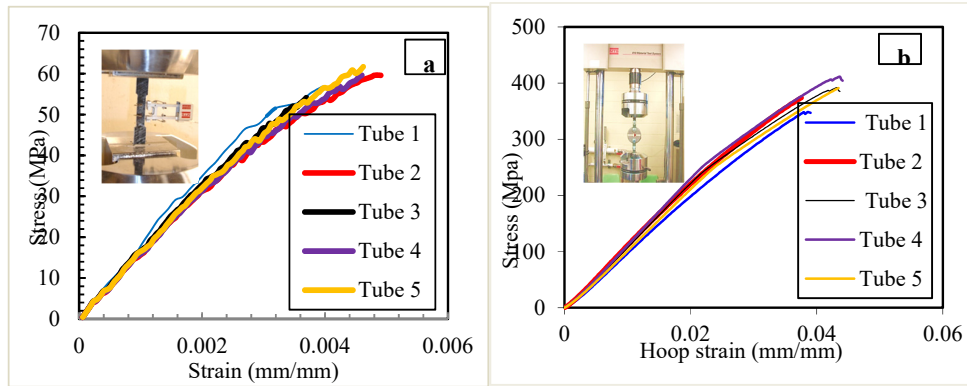 70
60
50
40
30
20
10
0
Stress (MPa)
0
0.002
0.004
0.006
Strain (mm/mm)
a
Tube 1
Tube 2
Tube 3
Tube 4
Tube 5
500
400
300
200
100
0
Stress (Mpa)
0
0.02
0.04
0.06
Hoop strain (mm/mm)
b
Tube 1
Tube 2
Tube 3
Tube 4
Tube 5